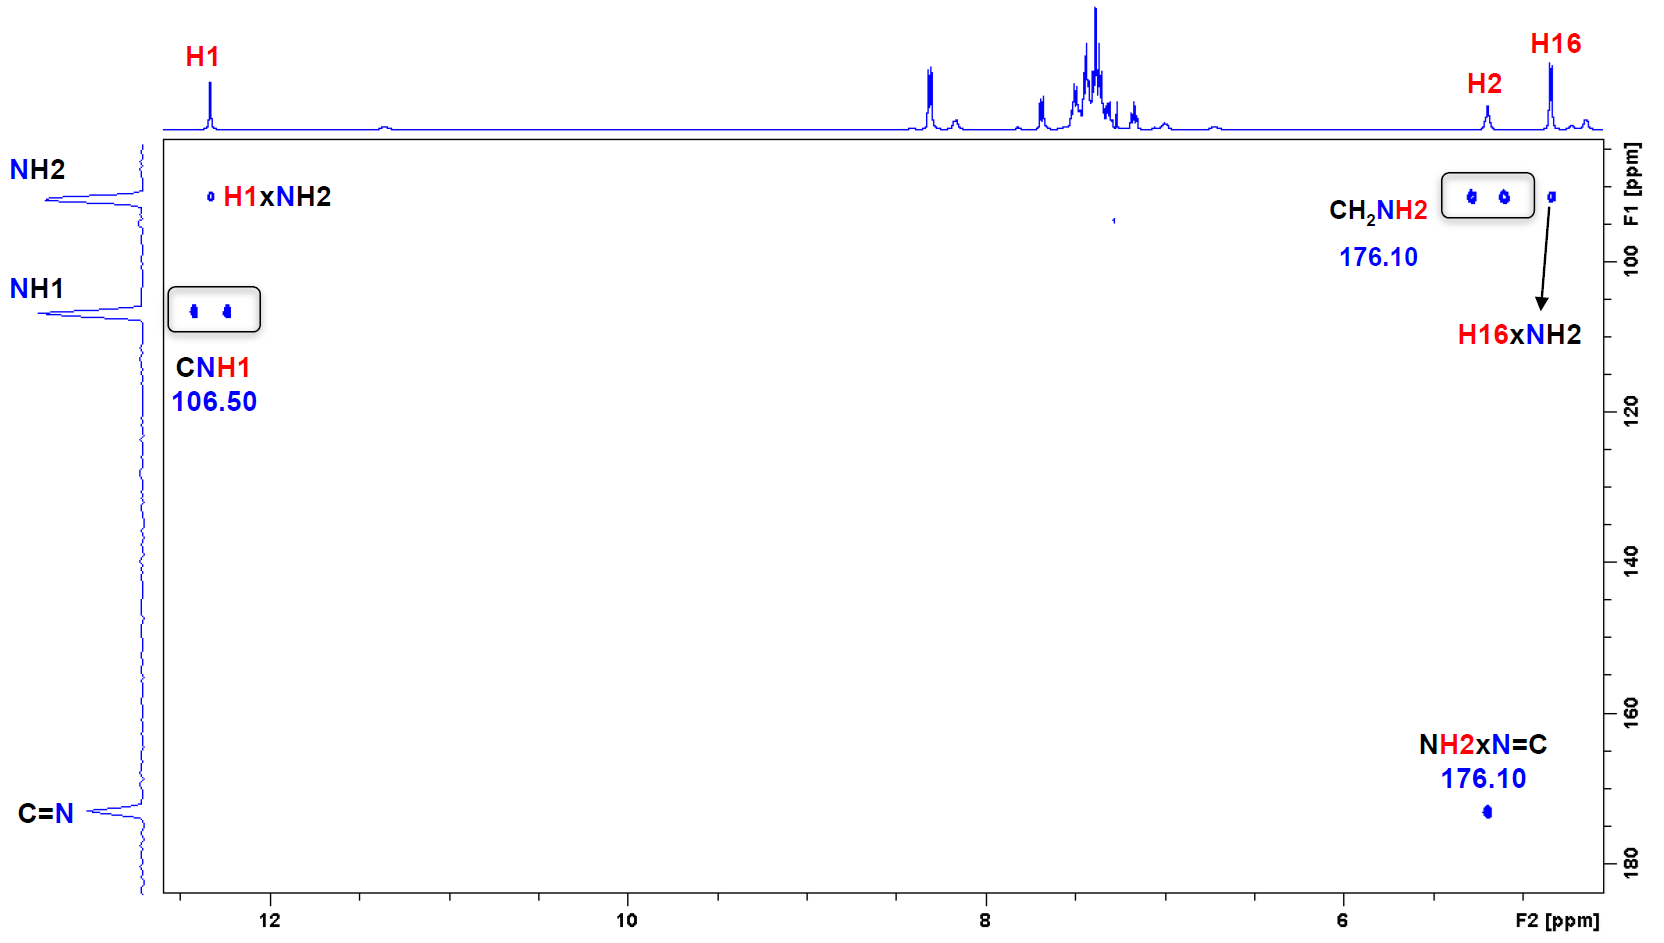 H1
H16
H2
NH2
H1xNH2
CH₂NH2
176.10
F1 [ppm]
100
NH1
H16xNH2
CNH1
106.50
120
140
160
NH2xN=C
176.10
C=N
180
12
10
8
6
F2 [ppm]